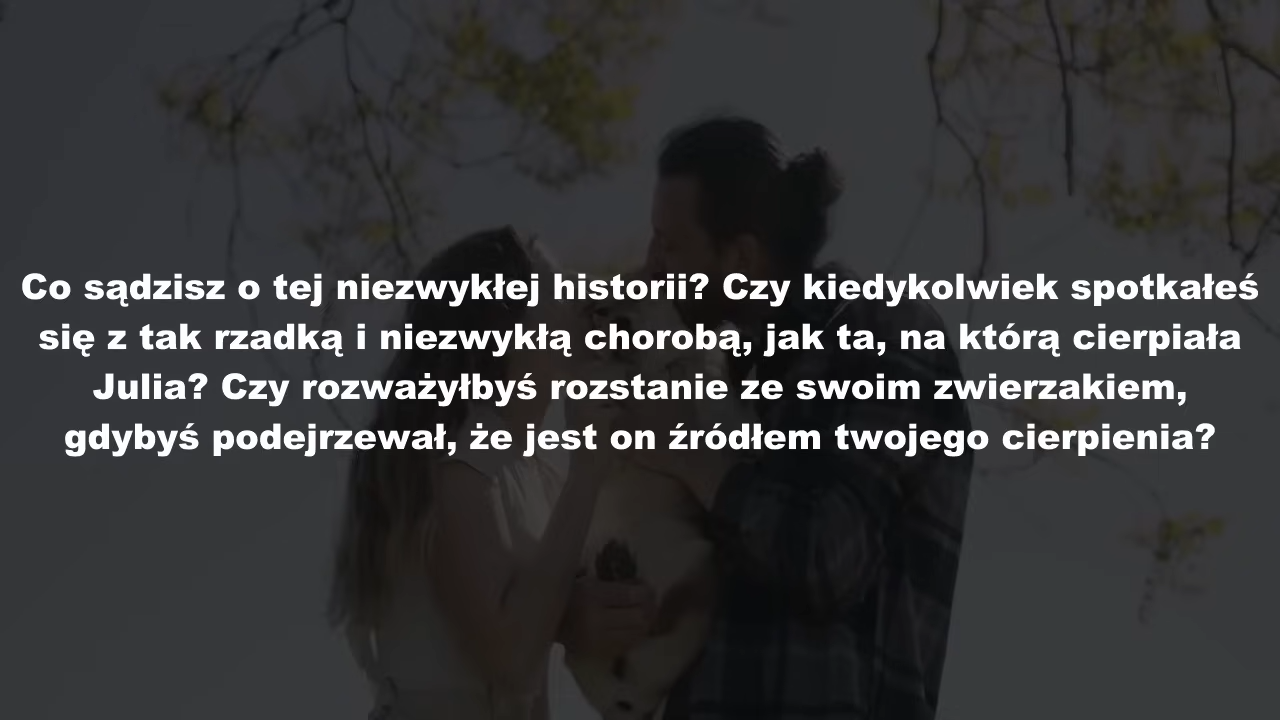 Co sądzisz o tej niezwykłej historii? Czy kiedykolwiek spotkałeś
się z tak rzadką i niezwykłą chorobą, jak ta, na którą cierpiała
Julia? Czy rozważyłbyś rozstanie ze swoim zwierzakiem,
gdybyś podejrzewał, że jest on źródłem twojego cierpienia?